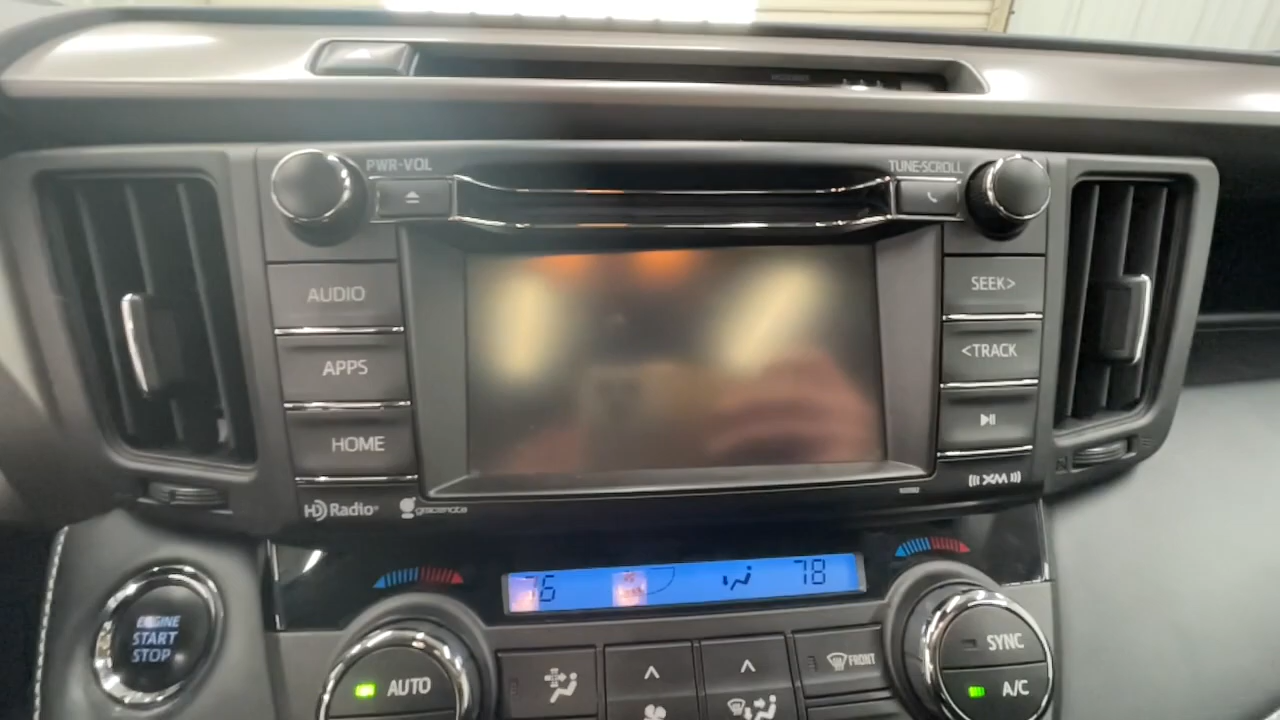 PWR•VOL
TUNE•SCROLL
AUDIO
SEEK>
APPS
<TRACK
HOME
HD Radio
gracenote
((( XM )))
76
78
ENGINE
START
STOP
AUTO
FRONT
SYNC
A/C